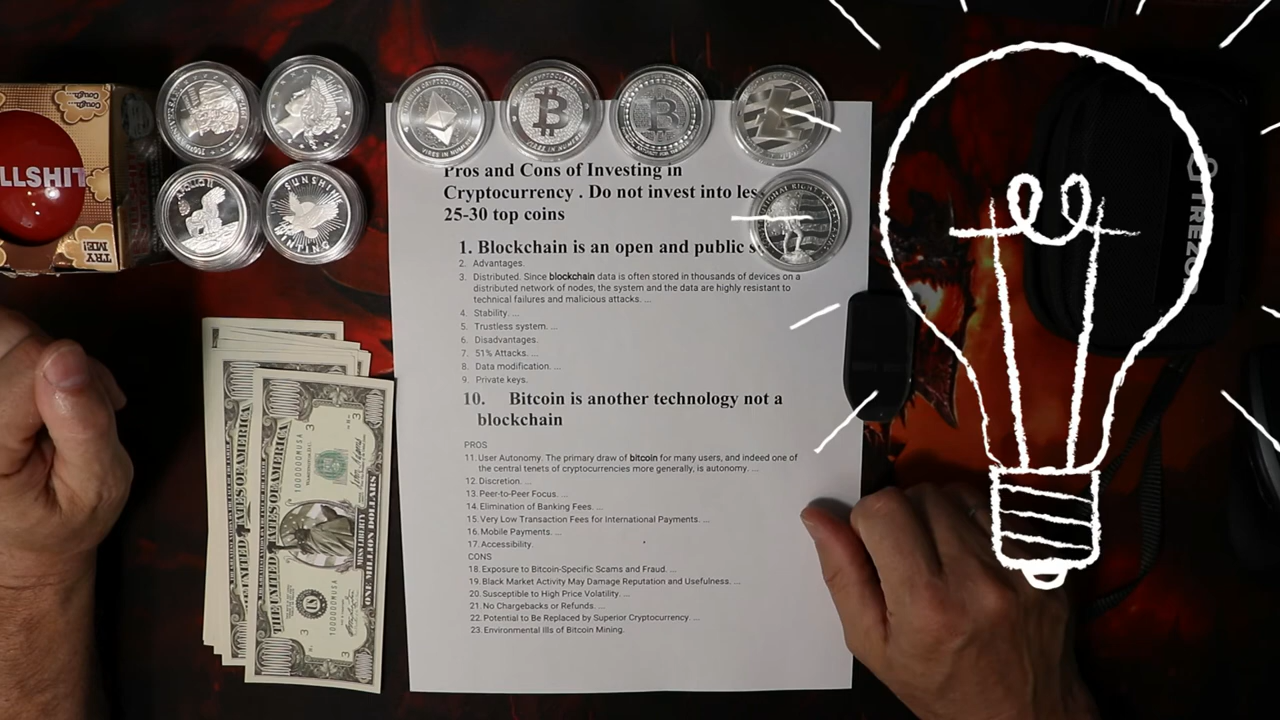 LLSHIT
TRY
ME!
SUNSHINE
MINTING
Pros and Cons of Investing in
Cryptocurrency . Do not invest into les
25-30 top coins
1. Blockchain is an open and public s
2. Advantages.
3. Distributed. Since blockchain data is often stored in thousands of devices on a
distributed network of nodes, the system and the data are highly resistant to
technical failures and malicious attacks. ...
4. Stability. ...
5. Trustless system. ...
6. Disadvantages.
7. 51% Attacks. ...
8. Data modification. ...
9. Private keys.
10. Bitcoin is another technology not a
blockchain
PROS
11. User Autonomy. The primary draw of bitcoin for many users, and indeed one of
the central tenets of cryptocurrencies more generally, is autonomy. ...
12. Discretion. ...
13. Peer-to-Peer Focus. ...
14. Elimination of Banking Fees. ...
15. Very Low Transaction Fees for International Payments. ...
16. Mobile Payments. ...
17. Accessibility.
CONS
18. Exposure to Bitcoin-Specific Scams and Fraud. ...
19. Black Market Activity May Damage Reputation and Usefulness. ...
20. Susceptible to High Price Volatility. ...
21. No Chargebacks or Refunds. ...
22. Potential to Be Replaced by Superior Cryptocurrency ...
23. Environmental Ills of Bitcoin Mining.
THE UNITED STATES OF AMERICA
1000000MUSA
MISS LIBERTY
ONE MILLION DOLLARS
1000000
TREZO